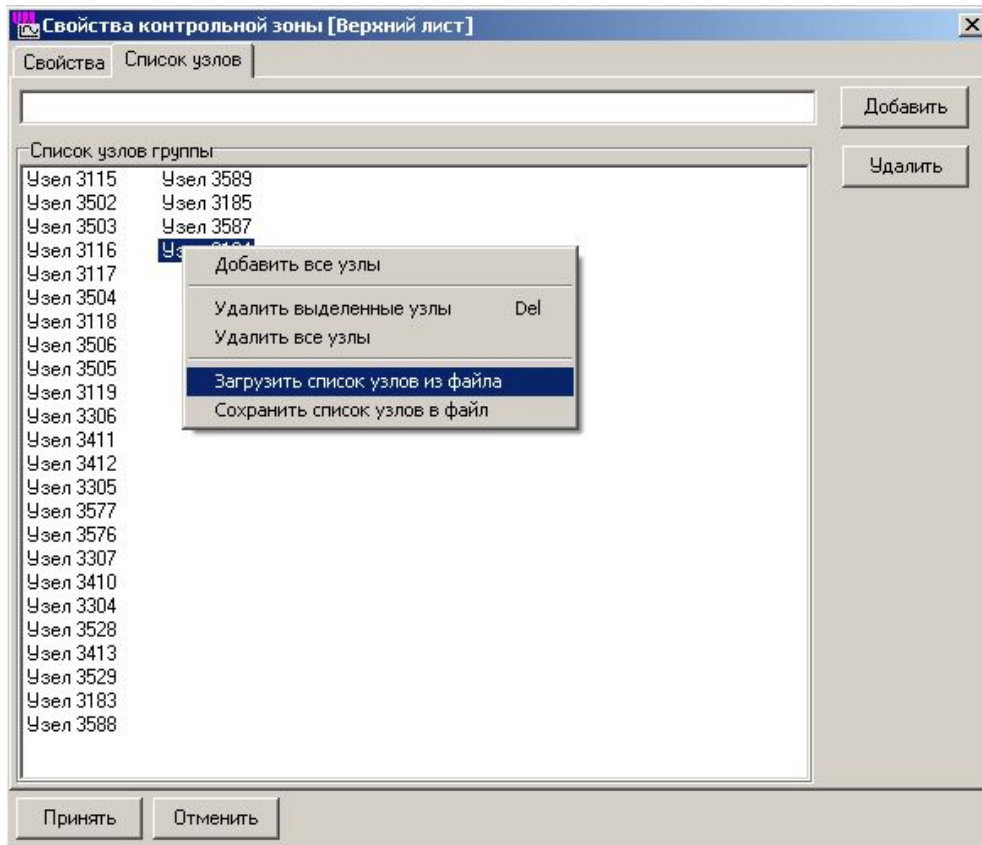 Свойства контрольной зоны [Верхний лист]
Свойства
Список узлов
Добавить
Удалить
Список узлов группы
Узел 3115
Узел 3502
Узел 3503
Узел 3116
Узел 3117
Узел 3504
Узел 3118
Узел 3506
Узел 3505
Узел 3119
Узел 3306
Узел 3411
Узел 3412
Узел 3305
Узел 3577
Узел 3576
Узел 3307
Узел 3410
Узел 3304
Узел 3528
Узел 3413
Узел 3529
Узел 3183
Узел 3588
Узел 3589
Узел 3185
Узел 3587
Добавить все узлы
Удалить выделенные узлы Del
Удалить все узлы
Загрузить список узлов из файла
Сохранить список узлов в файл
Принять
Отменить